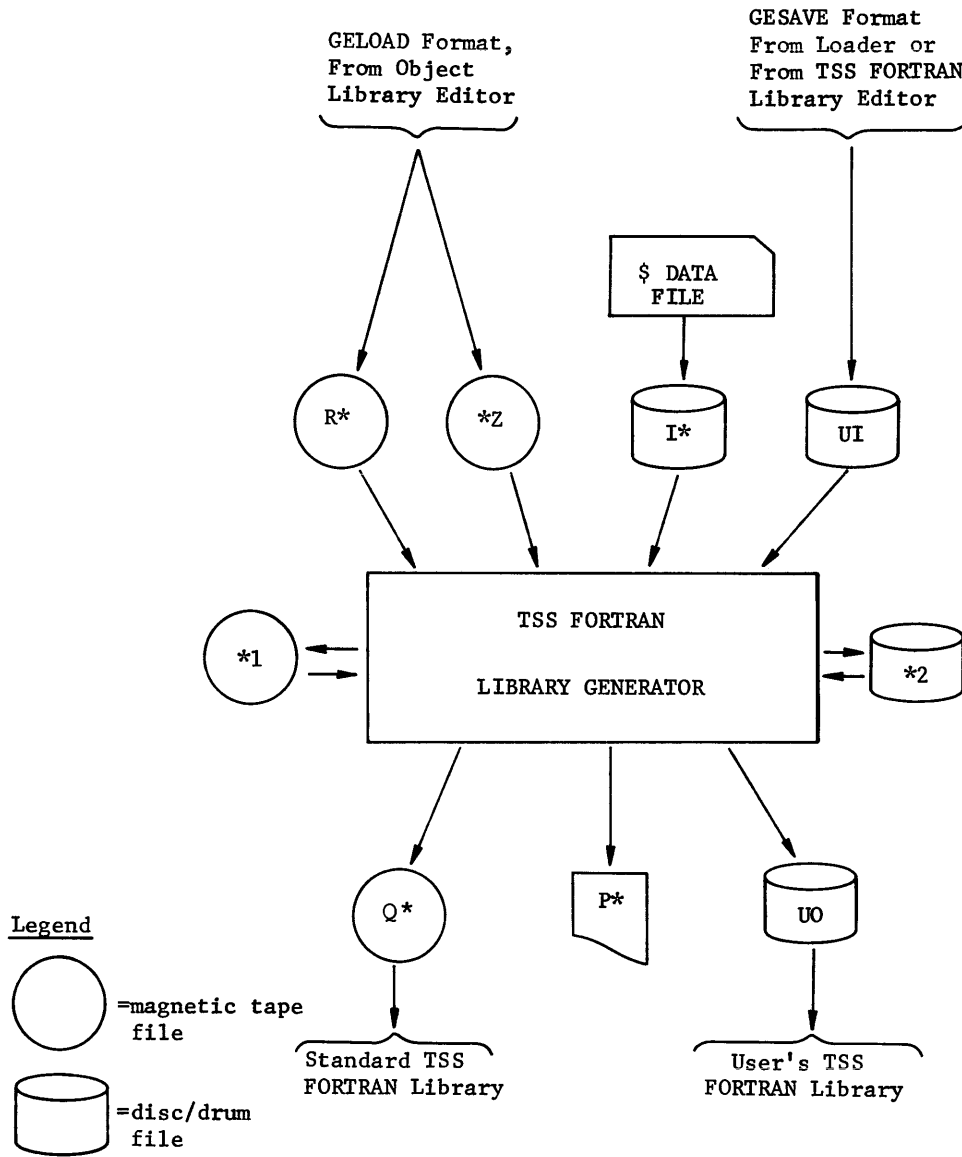 GELOAD Format,
From Object
Library Editor
GESAVE Format
From Loader or
From TSS FORTRAN
Library Editor
$ DATA
FILE
R*
*Z
I*
UI
TSS FORTRAN
LIBRARY GENERATOR
*1
*2
Q*
P*
UO
Legend
=magnetic tape
file
=disc/drum
file
Standard TSS
FORTRAN Library
User's TSS
FORTRAN Library